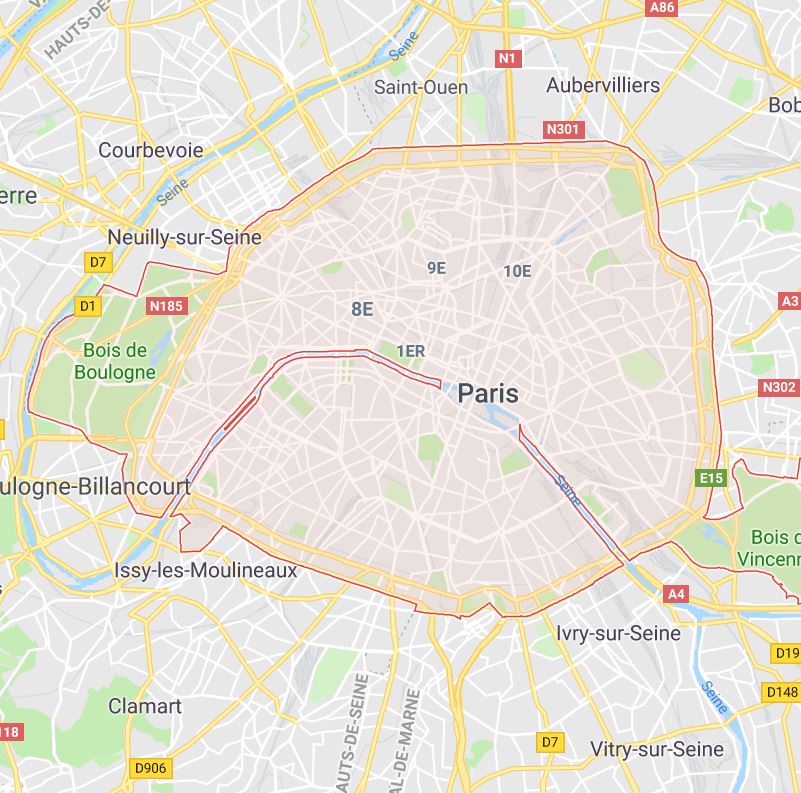 A86
HAUTS-DE-
Seine
N1
Saint-Ouen
Aubervilliers
Bob
N301
Courbevoie
Seine
erre
Neuilly-sur-Seine
D7
9E
10E
D1
N185
A3
8E
Bois de
Boulogne
1ER
Paris
N302
E15
ulogne-Billancourt
Seine
Bois d
Vincenn
Issy-les-Moulineaux
A4
Ivry-sur-Seine
D19
Seine
D148
Clamart
AUTS-DE-SEINE
AL-DE-MARNE
118
D7
Vitry-sur-Seine
D906